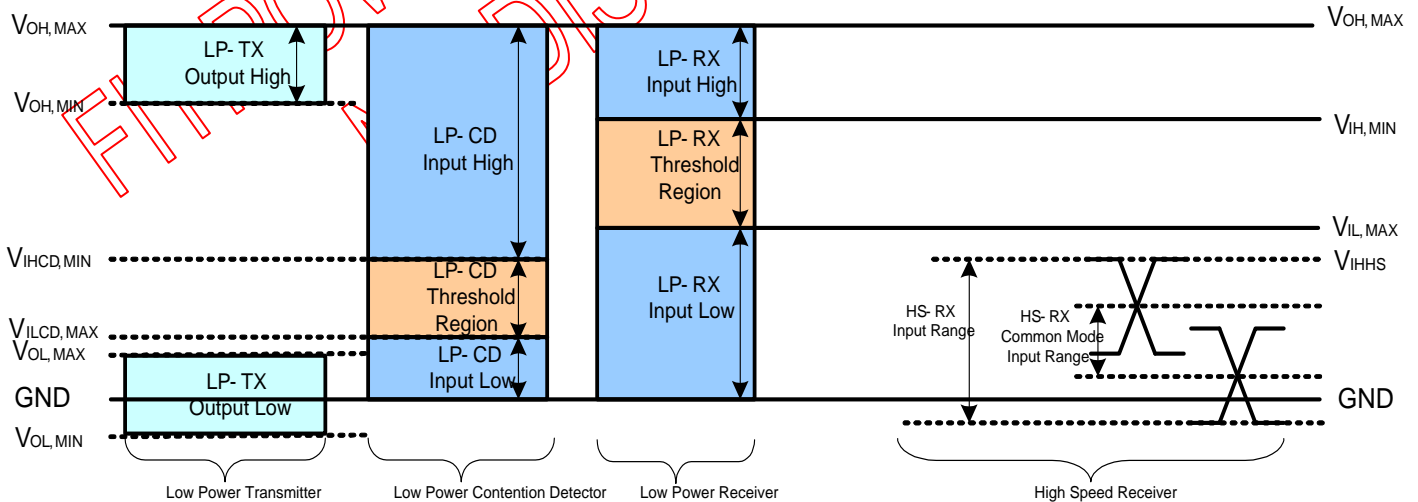 VOH, MAX
VOH, MAX
LP- TX
Output High
LP- RX
Input High
VOH, MIN
VIH, MIN
LP- CD
Input High
LP- RX
Threshold
Region
VIL, MAX
VIHCD, MIN
VIHHS
LP- CD
Threshold
Region
LP- RX
Input Low
HS- RX
Input Range
HS- RX
Common Mode
Input Range
VILCD, MAX
VOL, MAX
LP- CD
Input Low
LP- TX
Output Low
GND
GND
VOL, MIN
Low Power Transmitter
Low Power Contention Detector
Low Power Receiver
High Speed Receiver